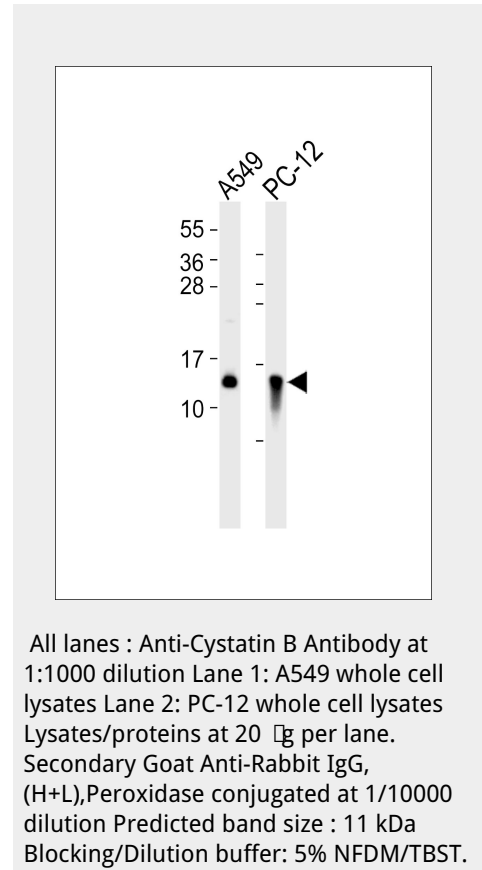 A549 PC-12
55
36
28
17
10
All lanes : Anti-Cystatin B Antibody at
1:1000 dilution Lane 1: A549 whole cell
lysates Lane 2: PC-12 whole cell lysates
Lysates/proteins at 20 g per lane.
Secondary Goat Anti-Rabbit IgG,
(H+L),Peroxidase conjugated at 1/10000
dilution Predicted band size : 11 kDa
Blocking/Dilution buffer: 5% NFDM/TBST.